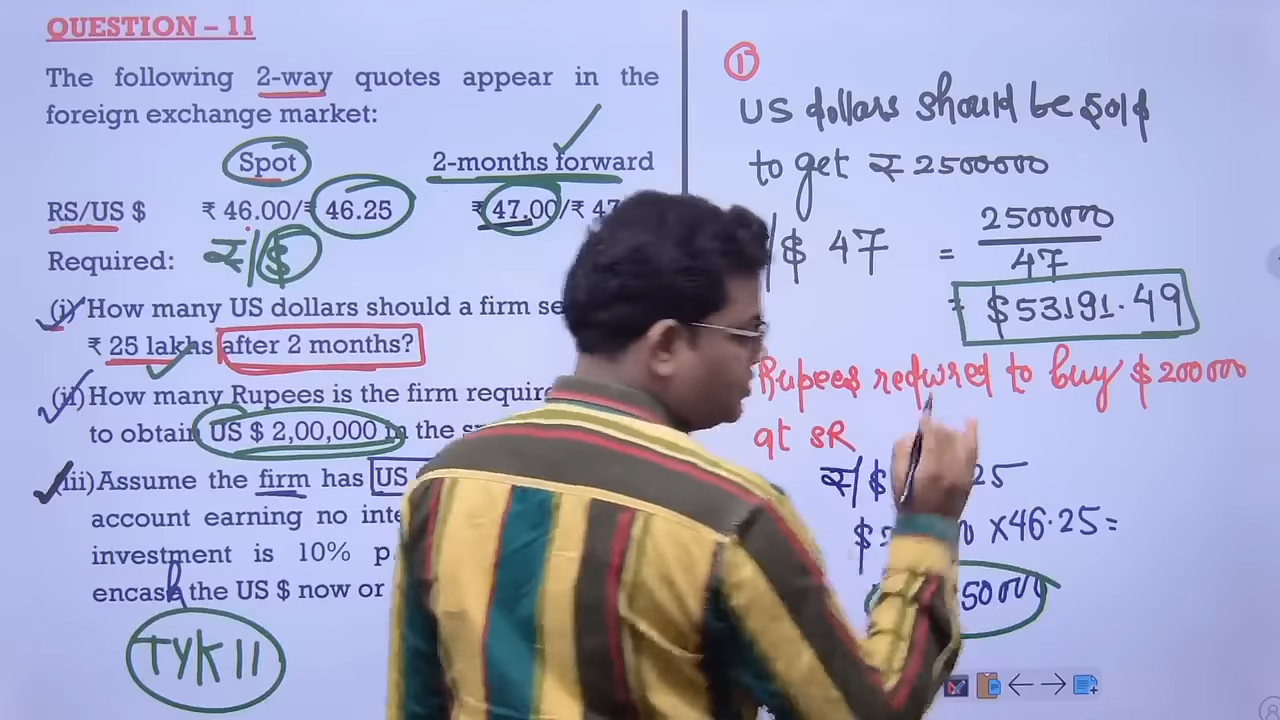 QUESTION – 11
The following 2-way quotes appear in the
foreign exchange market:
Spot 2-months forward
RS/US $ ₹ 46.00/₹ 46.25 ₹ 47.00/₹ 47
₹/$
Required:
(i) How many US dollars should a firm
₹ 25 lakhs after 2 months?
(ii) How many Rupees is the firm
to obtain US $ 2,00,000 in the
(iii) Assume the firm has US
account earning no
investment is 10%
encash the US $ now or
TYK 11
①
US dollars should be sold
to get ₹ 2500000
/$ 47 = 2500000
47
= $53191.49
Rupees required to buy $200000
at SR
₹/$ 25
$ ×46.25=
50000